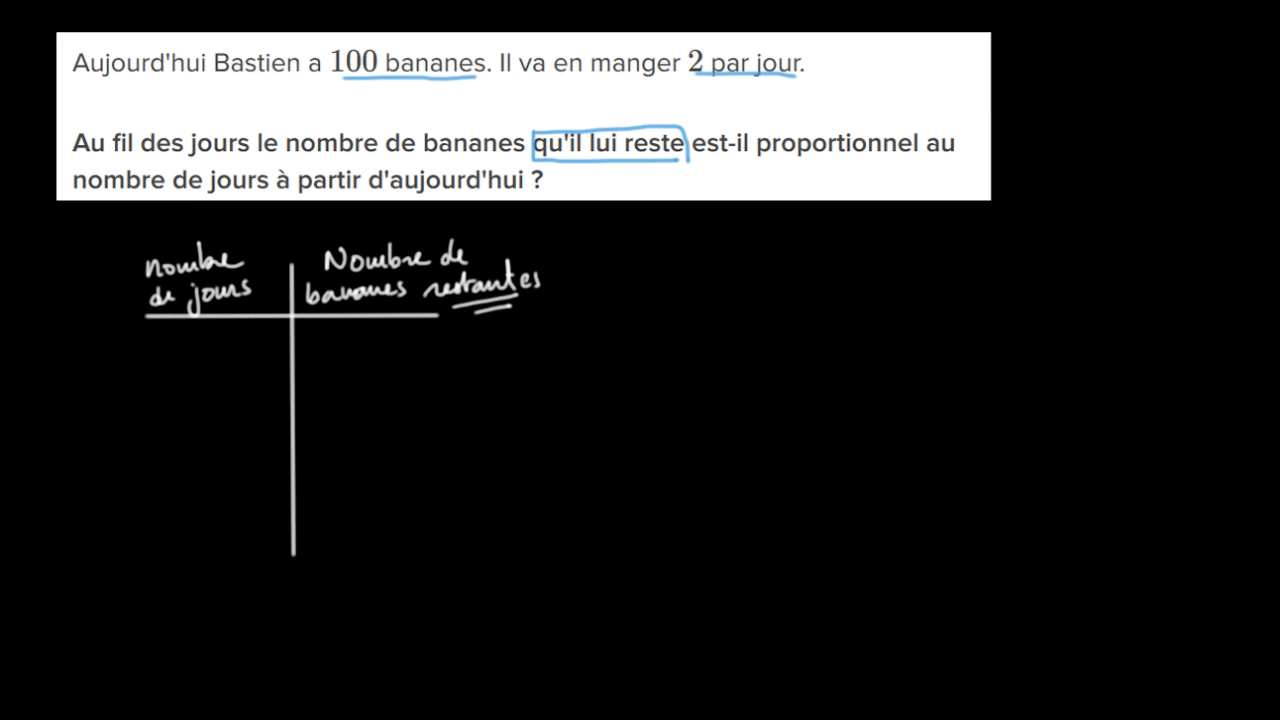 Aujourd'hui Bastien a 100 bananes. Il va en manger 2 par jour.
Au fil des jours le nombre de bananes qu'il lui reste est-il proportionnel au
nombre de jours à partir d'aujourd'hui ?
nombre
de jours
Nombre de
bananes restantes